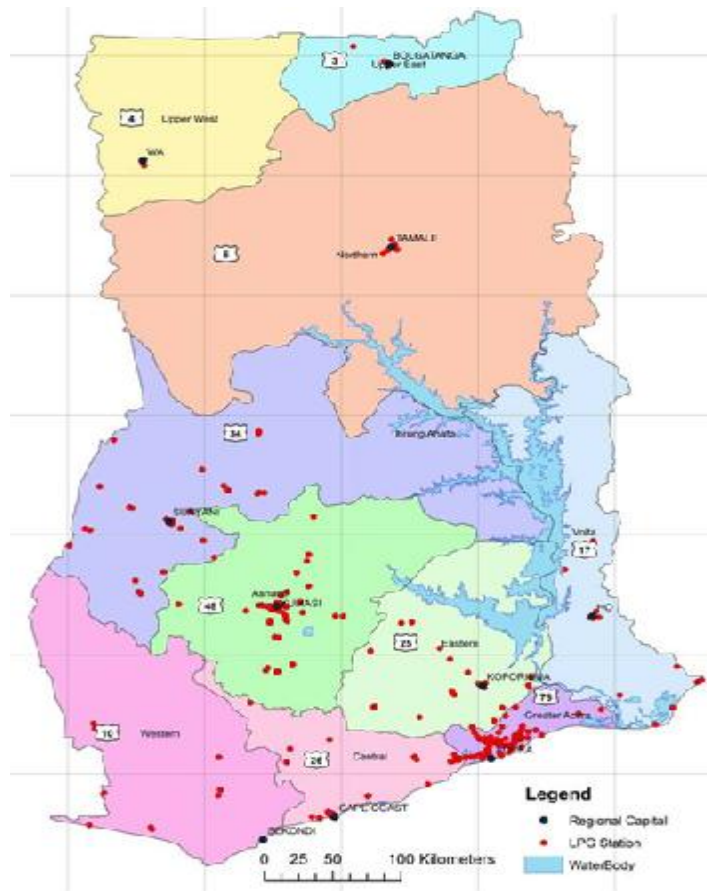 3
BOLGATANGA
Upper East
4
Upper West
WA
TAMALE
Northern
34
Brong Ahafo
SUNYANI
Volta
17
Ashanti
KUMASI
HO
25
Eastern
KOFORIDUA
75
Greater Accra
Western
Central
CAPE COAST
SEKONDI
Legend
Regional Capital
LPG Station
WaterBody
0 25 50 100 Kilometers